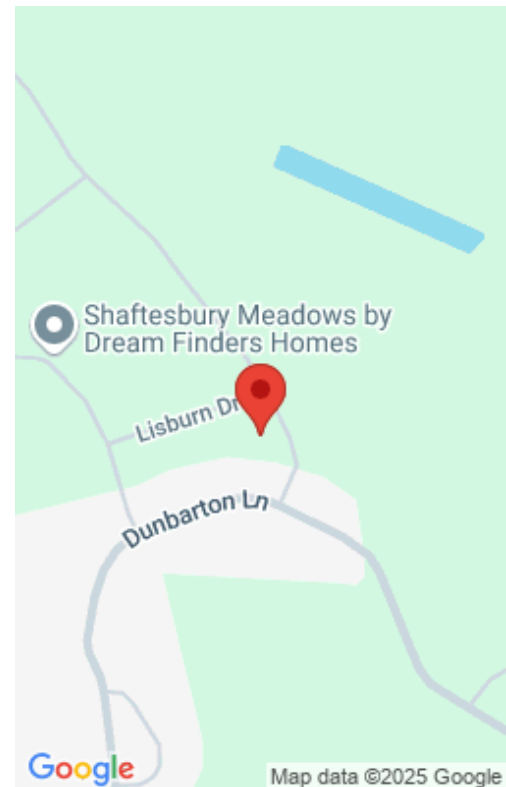 Shaftesbury Meadows by
Dream Finders Homes
Lisburn Dr
Dunbarton Ln
Google
Map data ©2025 Google